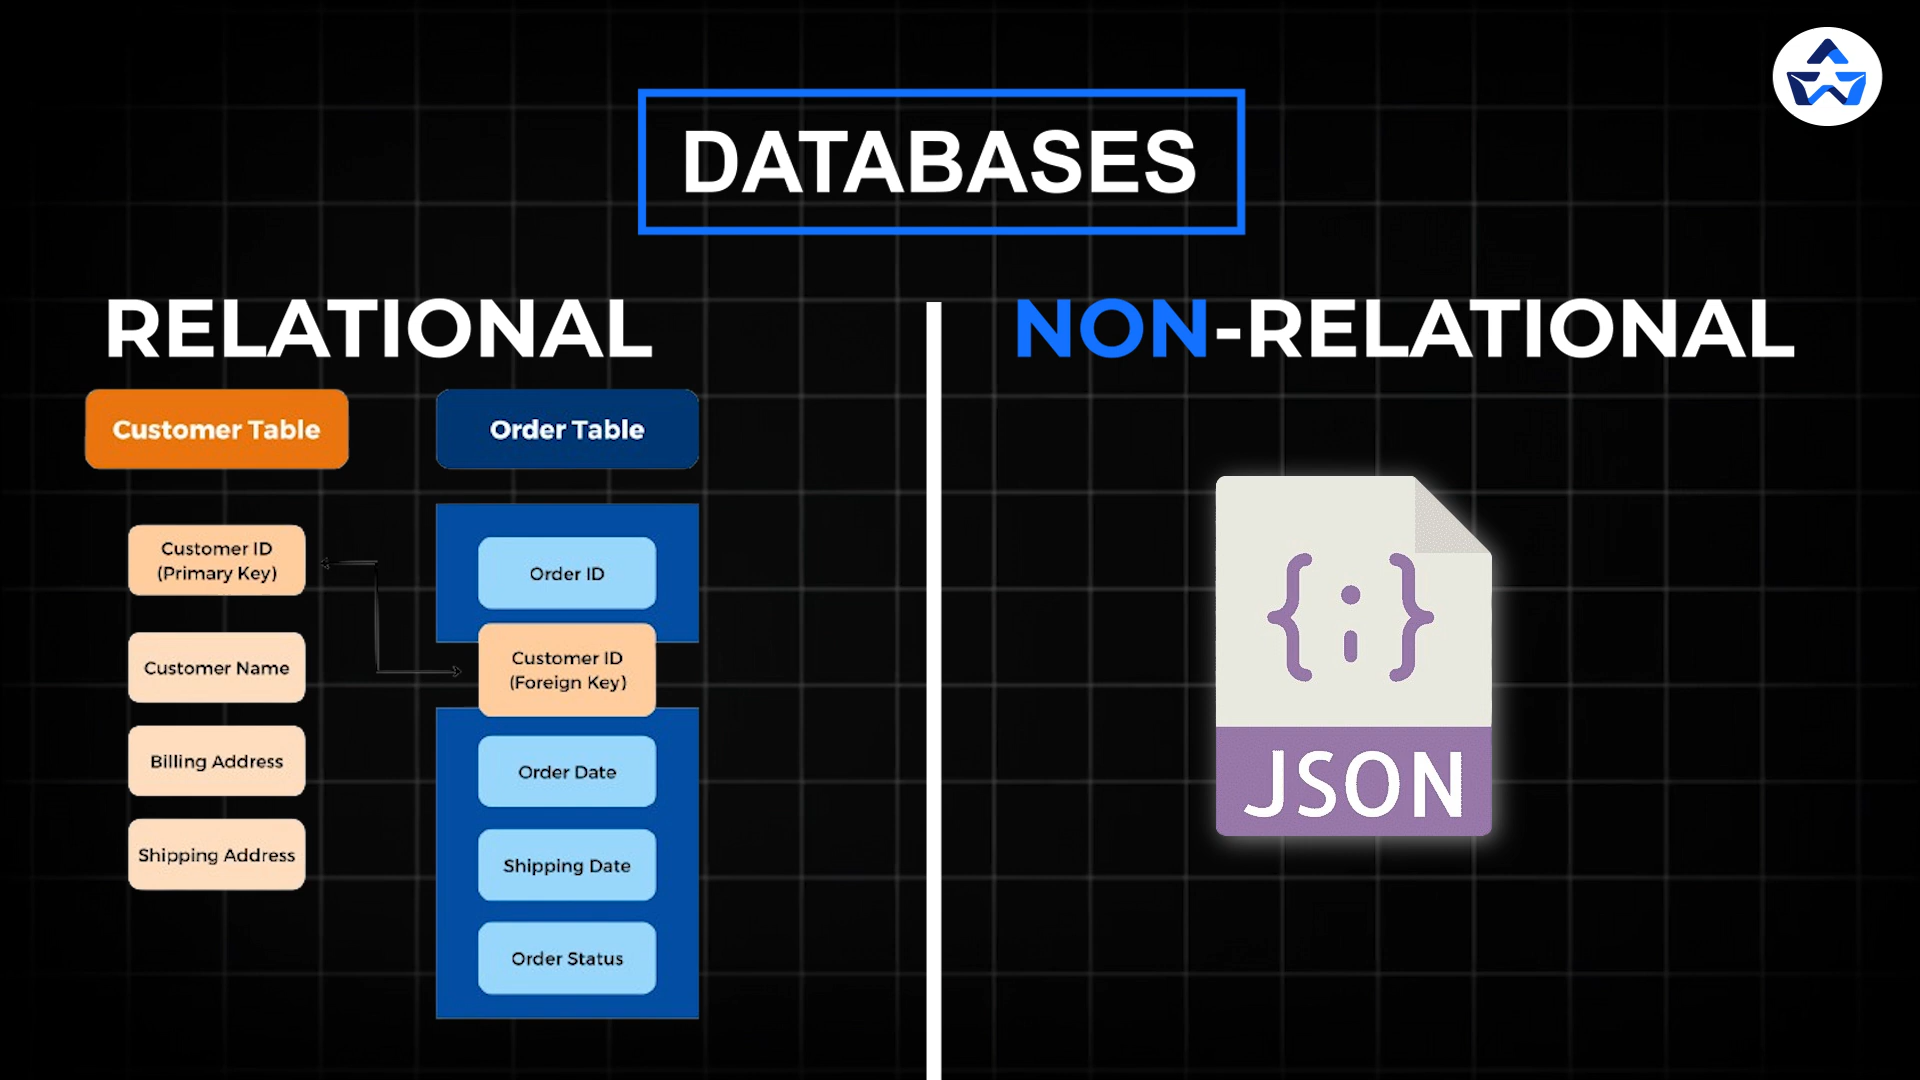 DATABASES
RELATIONAL
Customer Table
Customer ID
(Primary Key)
Customer Name
Billing Address
Shipping Address
Order Table
Order ID
Customer ID
(Foreign Key)
Order Date
Shipping Date
Order Status
NON-RELATIONAL
{;}
JSON